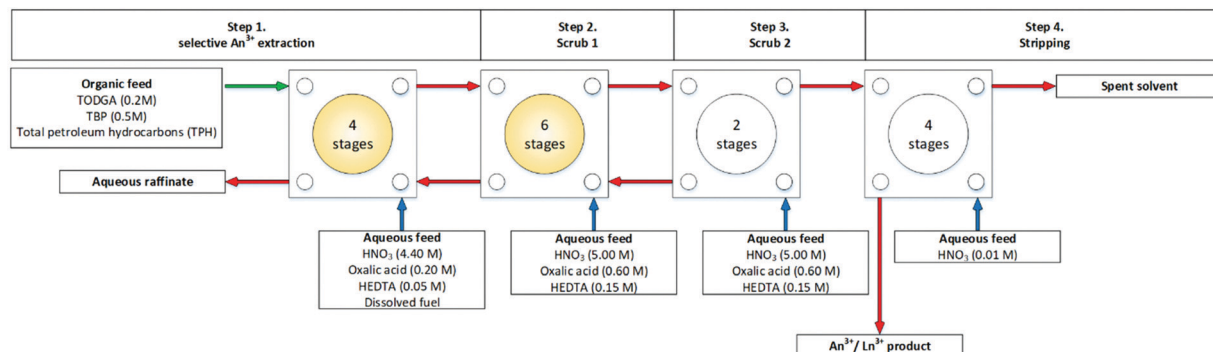 Step 1.
selective An³⁺ extraction
Step 2.
Scrub 1
Step 3.
Scrub 2
Step 4.
Stripping
Organic feed
TODGA (0.2M)
TBP (0.5M)
Total petroleum hydrocarbons (TPH)
4
stages
6
stages
2
stages
4
stages
Spent solvent
Aqueous raffinate
Aqueous feed
HNO₃ (4.40 M)
Oxalic acid (0.20 M)
HEDTA (0.05 M)
Dissolved fuel
Aqueous feed
HNO₃ (5.00 M)
Oxalic acid (0.60 M)
HEDTA (0.15 M)
Aqueous feed
HNO₃ (5.00 M)
Oxalic acid (0.60 M)
HEDTA (0.15 M)
Aqueous feed
HNO₃ (0.01 M)
An³⁺/ Ln³⁺ product